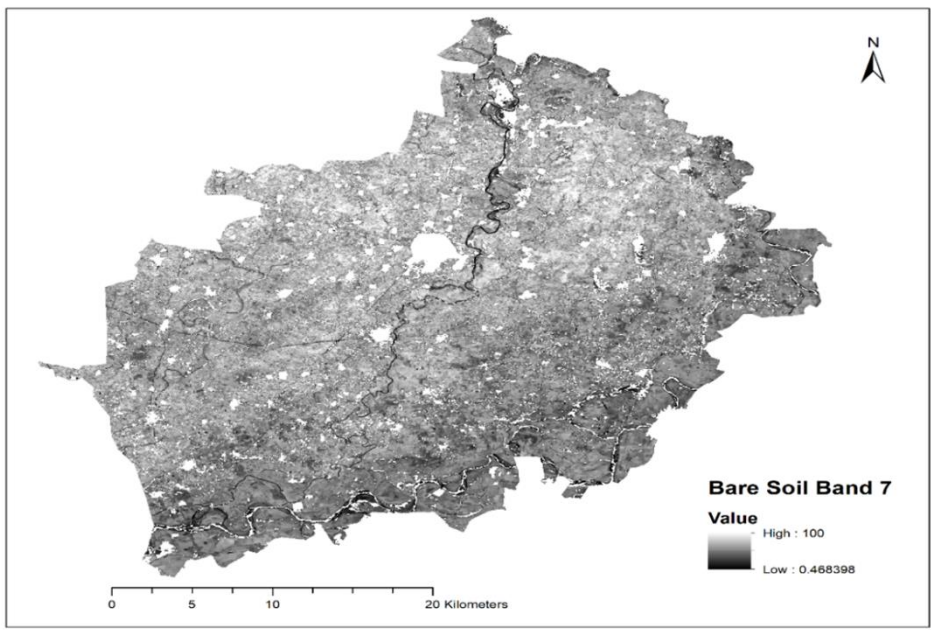 N
Bare Soil Band 7
Value
High : 100
Low : 0.468398
0 5 10 20 Kilometers